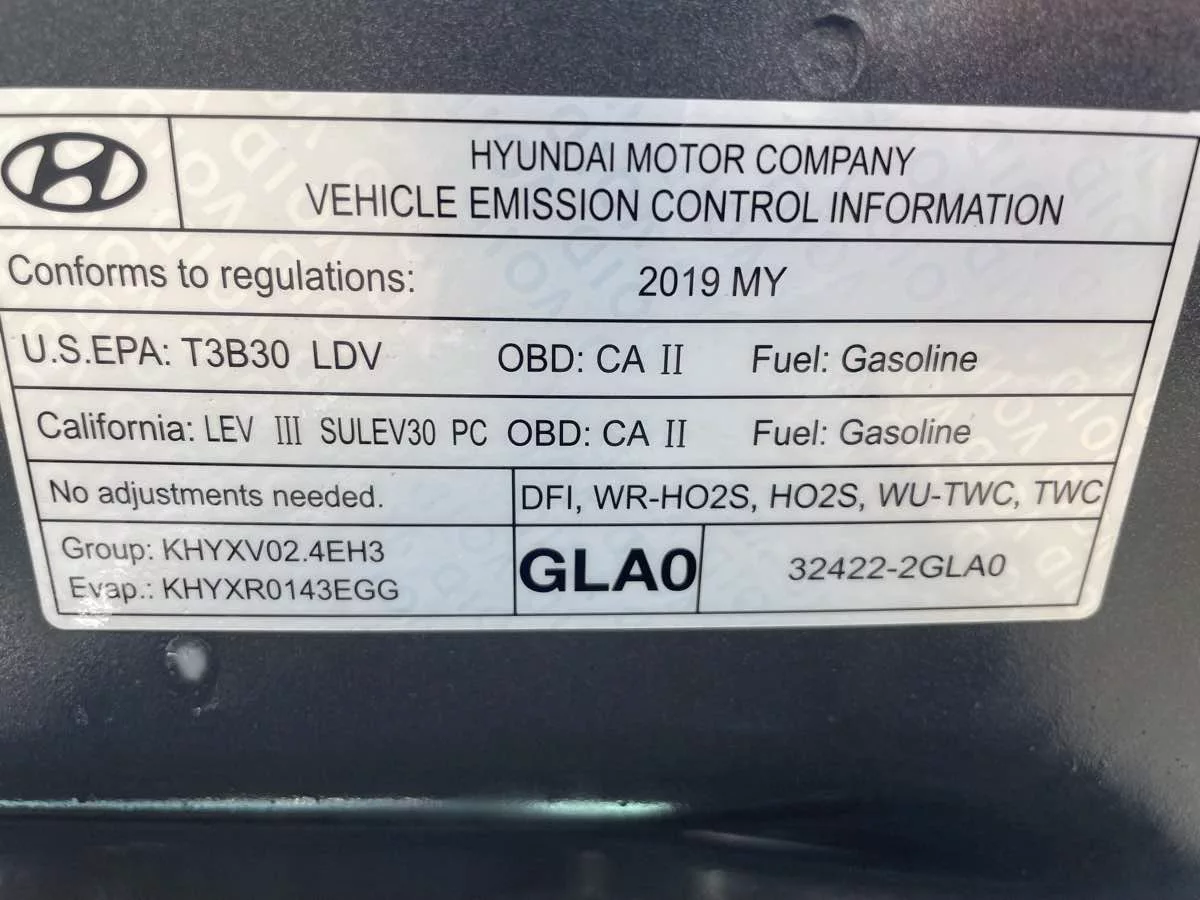 HYUNDAI MOTOR COMPANY
VEHICLE EMISSION CONTROL INFORMATION
Conforms to regulations: 2019 MY
U.S.EPA: T3B30 LDV OBD: CA II Fuel: Gasoline
California: LEV III SULEV30 PC OBD: CA II Fuel: Gasoline
No adjustments needed. DFI, WR-HO2S, HO2S, WU-TWC, TWC
Group: KHYXV02.4EH3
Evap.: KHYXR0143EGG
GLA0 32422-2GLA0